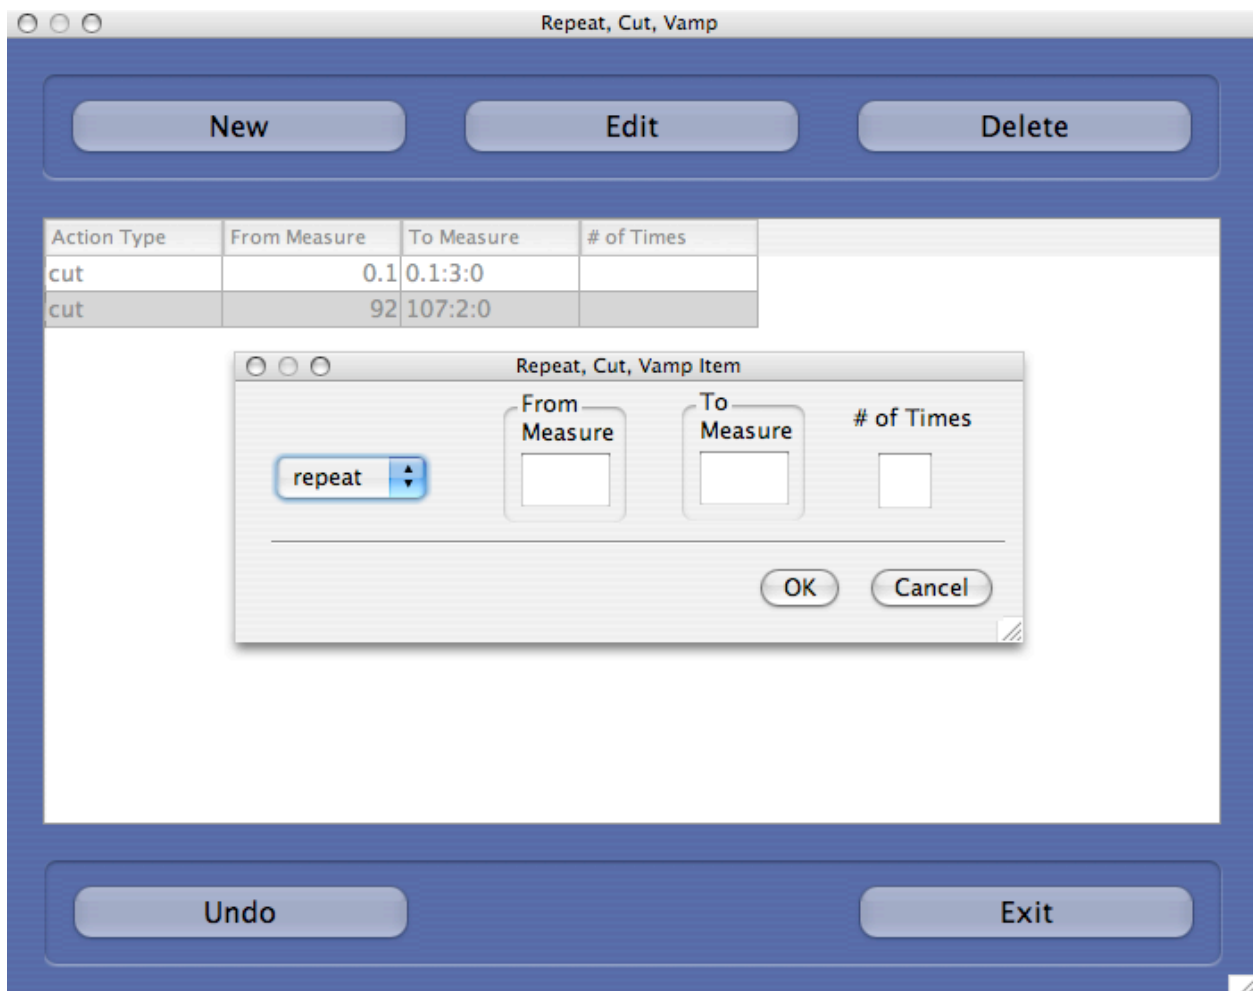 Repeat, Cut, Vamp
New Edit Delete
Action Type From Measure To Measure # of Times
cut 0.1 0.1:3:0
cut 92 107:2:0
Repeat, Cut, Vamp Item
From To # of Times
Measure Measure
repeat
OK Cancel
Undo Exit